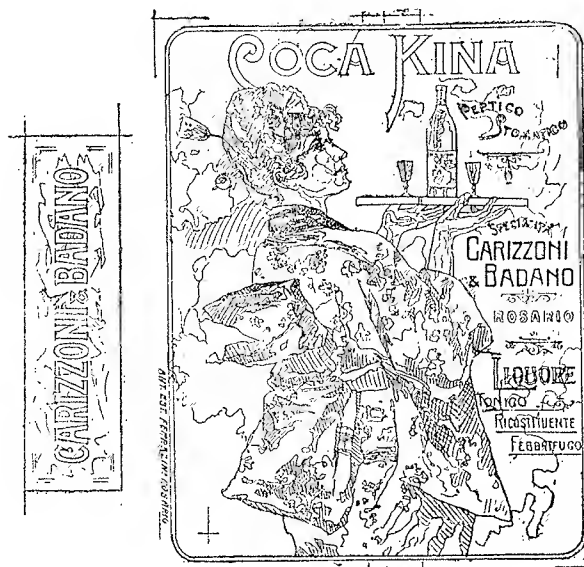 CARIZZONI & BADANO
COCA KINA
PEPTICO
STOMATICO
SPECIALITÀ
CARIZZONI
& BADANO
ROSARIO
LIQUORE
TONICO
RICOSTITUENTE
FEBBRIFUGO